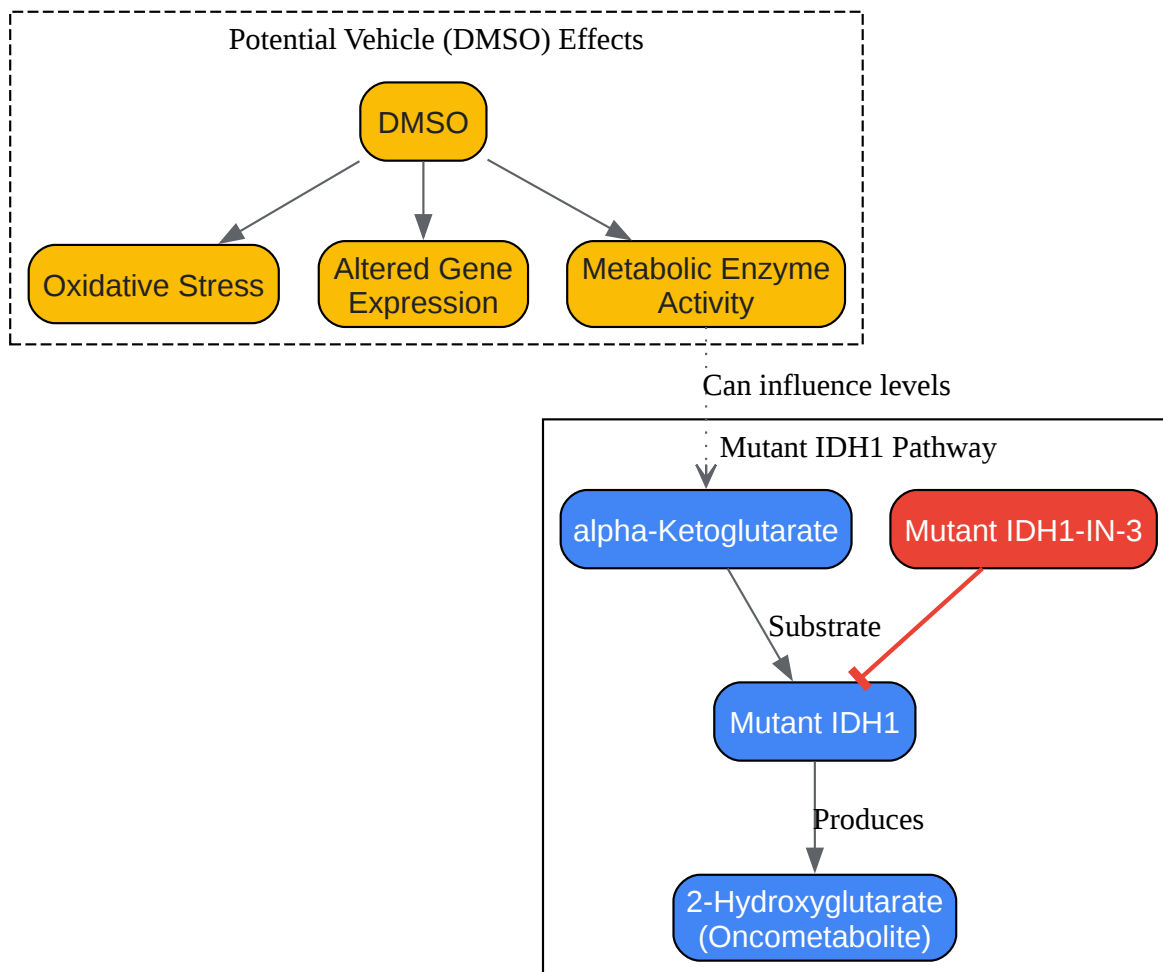 Potential Vehicle (DMSO) Effects
DMSO
Oxidative Stress
Altered Gene
Expression
Metabolic Enzyme
Activity
Can influence levels
Mutant IDH1 Pathway
alpha-Ketoglutarate
Mutant IDH1-IN-3
Substrate
Mutant IDH1
Produces
2-Hydroxyglutarate
(Oncometabolite)